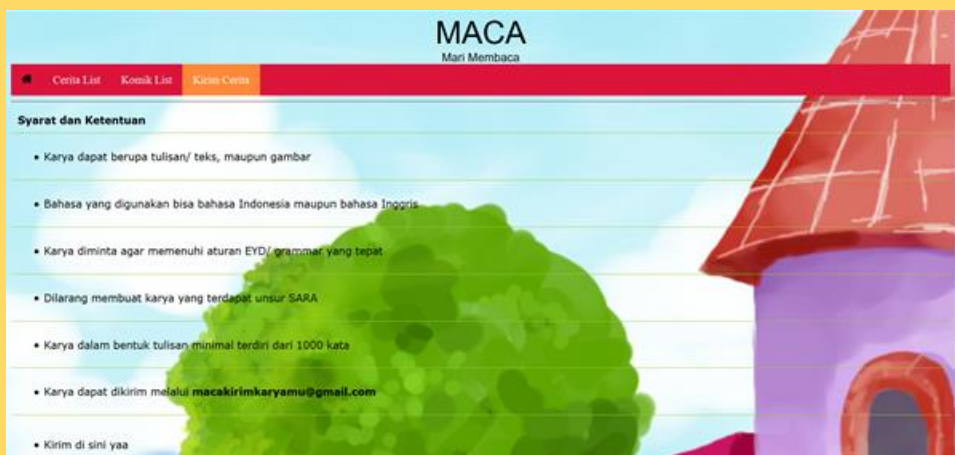 MACA
Mari Membaca
Cerita List Komik List Kirim Cerita
Syarat dan Ketentuan
• Karya dapat berupa tulisan/ teks, maupun gambar
• Bahasa yang digunakan bisa bahasa Indonesia maupun bahasa Inggris
• Karya diminta agar memenuhi aturan EYD/ grammar yang tepat
• Dilarang membuat karya yang terdapat unsur SARA
• Karya dalam bentuk tulisan minimal terdiri dari 1000 kata
• Karya dapat dikirim melalui macakirimkaryamu@gmail.com
• Kirim di sini yaa